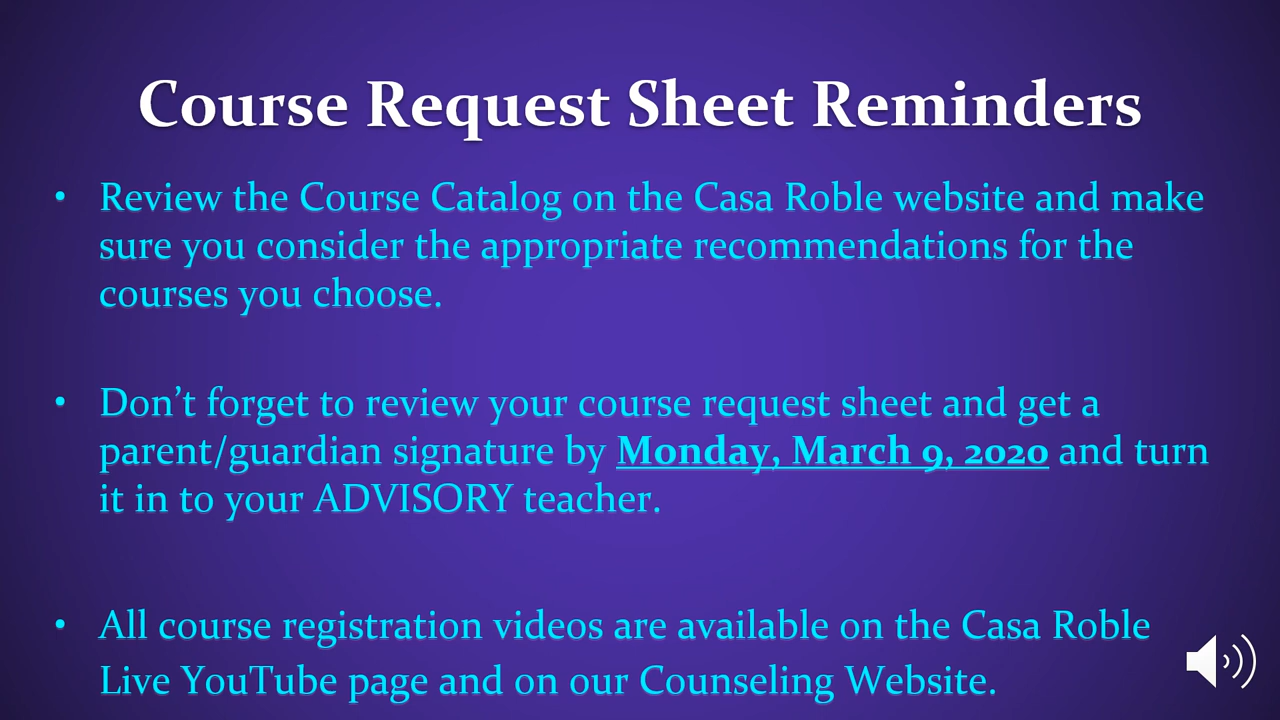 Course Request Sheet Reminders
• Review the Course Catalog on the Casa Roble website and make
sure you consider the appropriate recommendations for the
courses you choose.
• Don't forget to review your course request sheet and get a
parent/guardian signature by Monday, March 9, 2020 and turn
it in to your ADVISORY teacher.
• All course registration videos are available on the Casa Roble
Live YouTube page and on our Counseling Website.